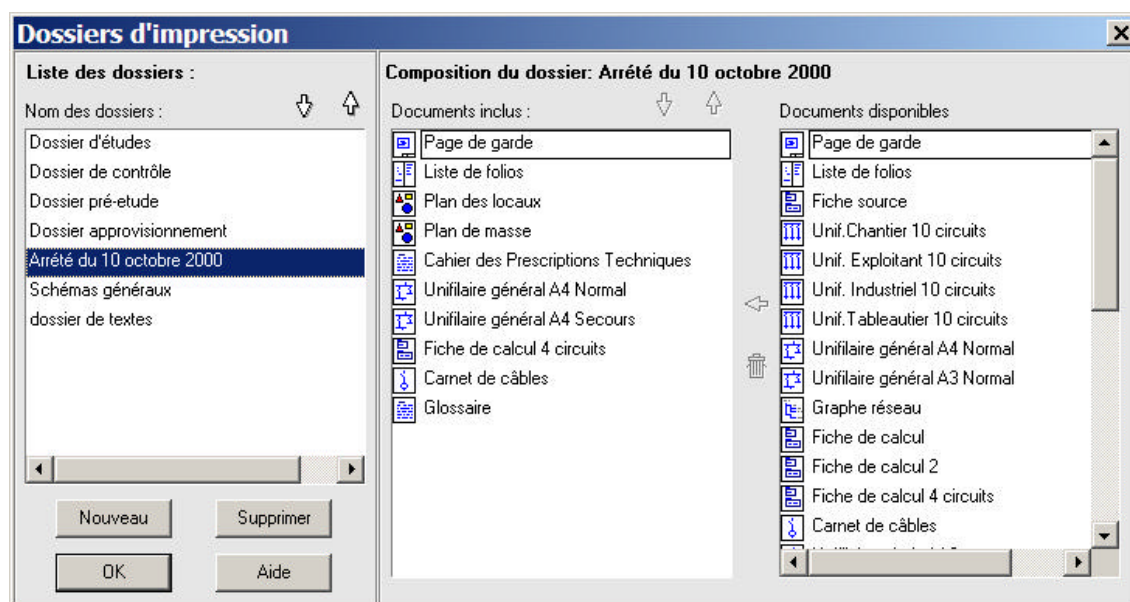 Dossiers d'impression
Liste des dossiers :
Nom des dossiers :
Dossier d'études
Dossier de contrôle
Dossier pré-etude
Dossier approvisionnement
Arrété du 10 octobre 2000
Schémas généraux
dossier de textes
Nouveau
Supprimer
OK
Aide
Composition du dossier: Arrété du 10 octobre 2000
Documents inclus :
Page de garde
Liste de folios
Plan des locaux
Plan de masse
Cahier des Prescriptions Techniques
Unifilaire général A4 Normal
Unifilaire général A4 Secours
Fiche de calcul 4 circuits
Carnet de câbles
Glossaire
Documents disponibles
Page de garde
Liste de folios
Fiche source
Unif.Chantier 10 circuits
Unif. Exploitant 10 circuits
Unif. Industriel 10 circuits
Unif.Tableautier 10 circuits
Unifilaire général A4 Normal
Unifilaire général A3 Normal
Graphe réseau
Fiche de calcul
Fiche de calcul 2
Fiche de calcul 4 circuits
Carnet de câbles